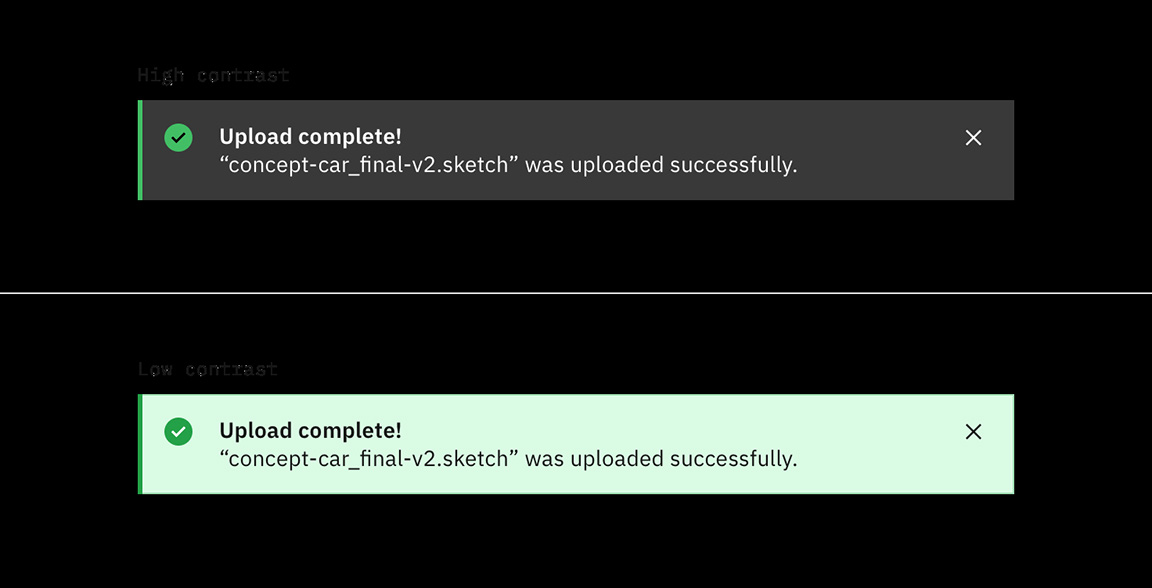 High contrast
Upload complete!
“concept-car_final-v2.sketch” was uploaded successfully.
Low contrast
Upload complete!
“concept-car_final-v2.sketch” was uploaded successfully.